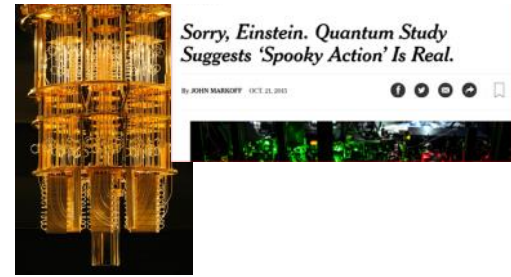 Sorry, Einstein. Quantum Study
Suggests ‘Spooky Action’ Is Real.
By JOHN MARKOFF OCT. 21, 2015